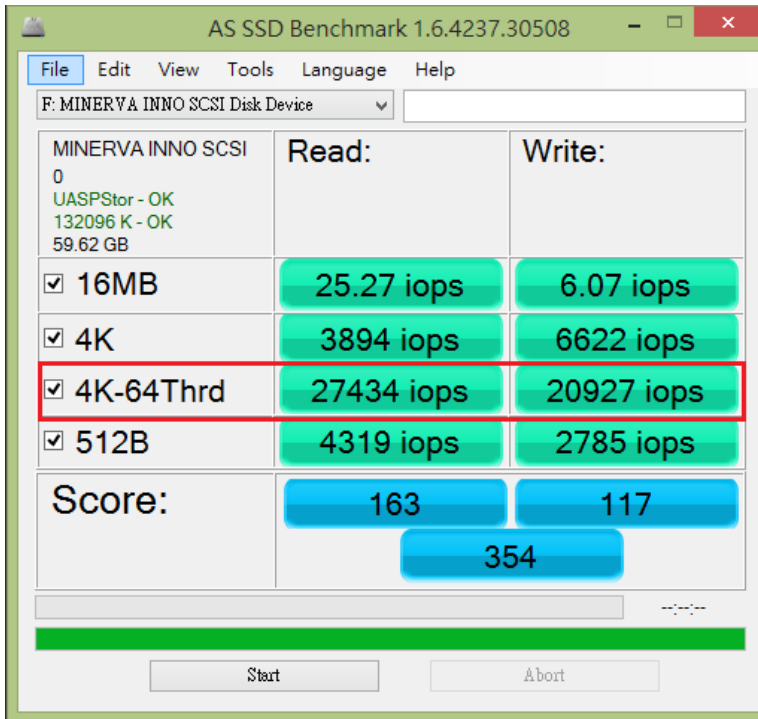 AS SSD Benchmark 1.6.4237.30508
File Edit View Tools Language Help
F: MINERVA INNO SCSI Disk Device
MINERVA INNO SCSI
0
UASPStor - OK
132096 K - OK
59.62 GB
Read:
Write:
16MB 25.27 iops 6.07 iops
4K 3894 iops 6622 iops
4K-64Thrd 27434 iops 20927 iops
512B 4319 iops 2785 iops
Score: 163 117
354
--:--:--
Start Abort